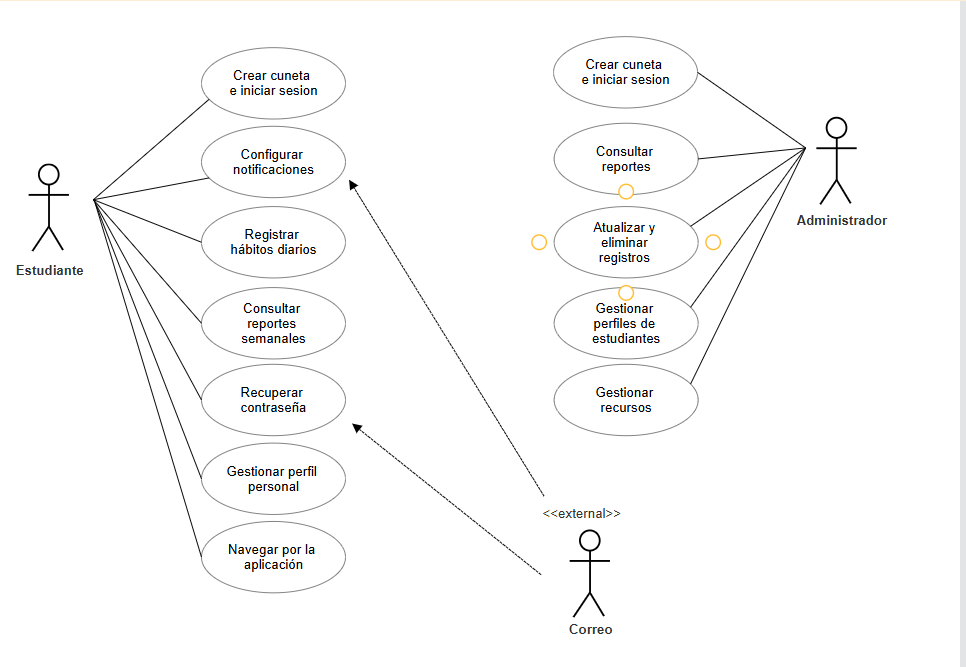 Crear cuneta
e iniciar sesion
Configurar
notificaciones
Registrar
hábitos diarios
Consultar
reportes
semanales
Recuperar
contraseña
Gestionar perfil
personal
Navegar por la
aplicación
Estudiante
Crear cuneta
e iniciar sesion
Consultar
reportes
Atualizar y
eliminar
registros
Gestionar
perfiles de
estudiantes
Gestionar
recursos
Administrador
<<external>>
Correo